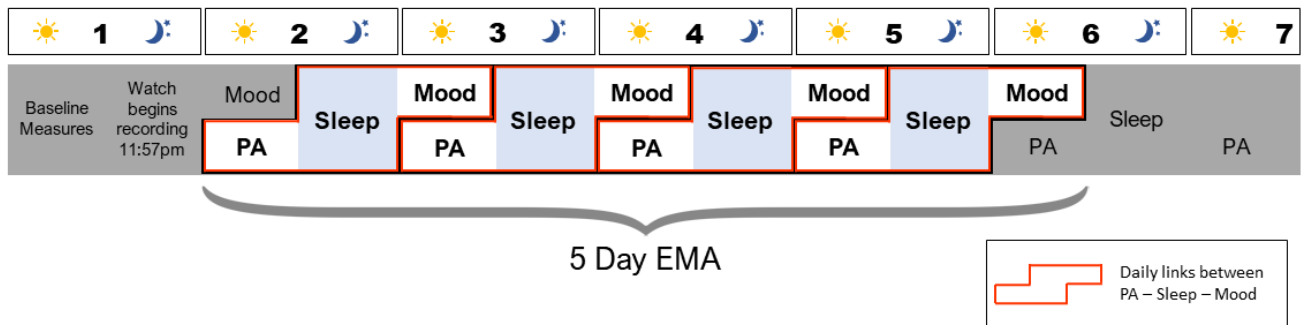 1 2 3 4 5 6 7
Baseline
Measures
Watch
begins
recording
11:57pm
Mood
PA
Sleep
Mood
PA
Sleep
Mood
PA
Sleep
Mood
PA
Sleep
Mood
PA
Sleep
PA
5 Day EMA
Daily links between
PA – Sleep – Mood